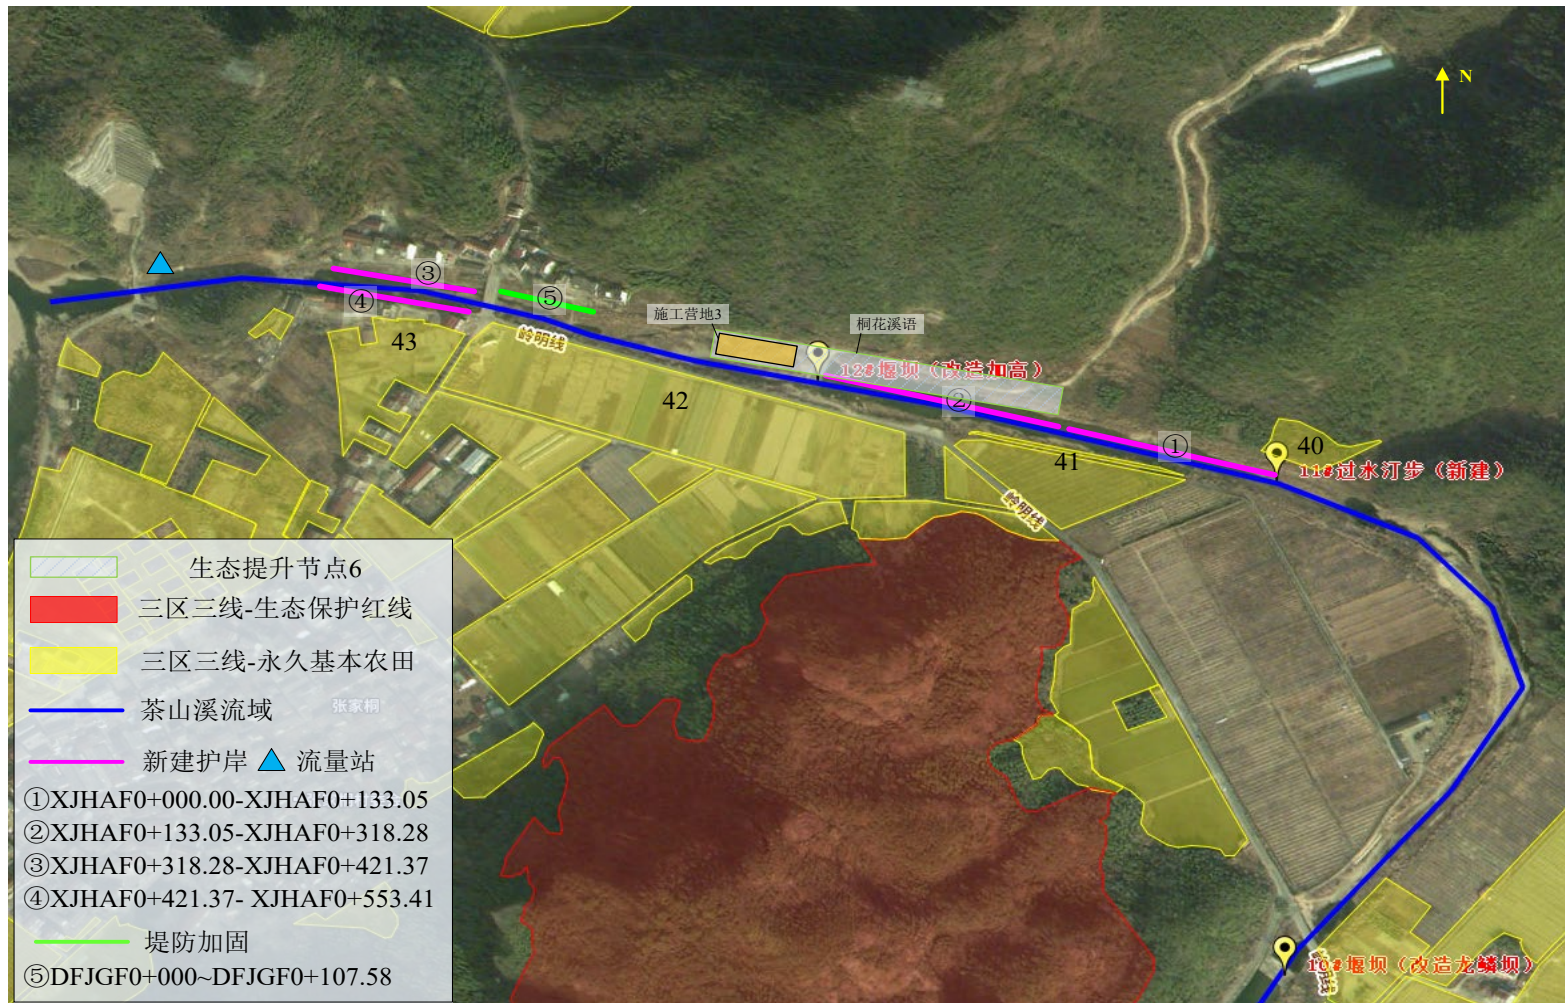 N
③
④
⑤
施工营地3
桐花溪语
岭明线
43
12#堰坝（改造加高）
42
②
①
40
41
11#过水汀步（新建）
岭明线
生态提升节点6
三区三线-生态保护红线
三区三线-永久基本农田
茶山溪流域
张家桐
新建护岸
流量站
①XJHAF0+000.00-XJHAF0+133.05
②XJHAF0+133.05-XJHAF0+318.28
③XJHAF0+318.28-XJHAF0+421.37
④XJHAF0+421.37- XJHAF0+553.41
堤防加固
⑤DFJGF0+000~DFJGF0+107.58
10#堰坝（改造龙鳞坝）
岭明线